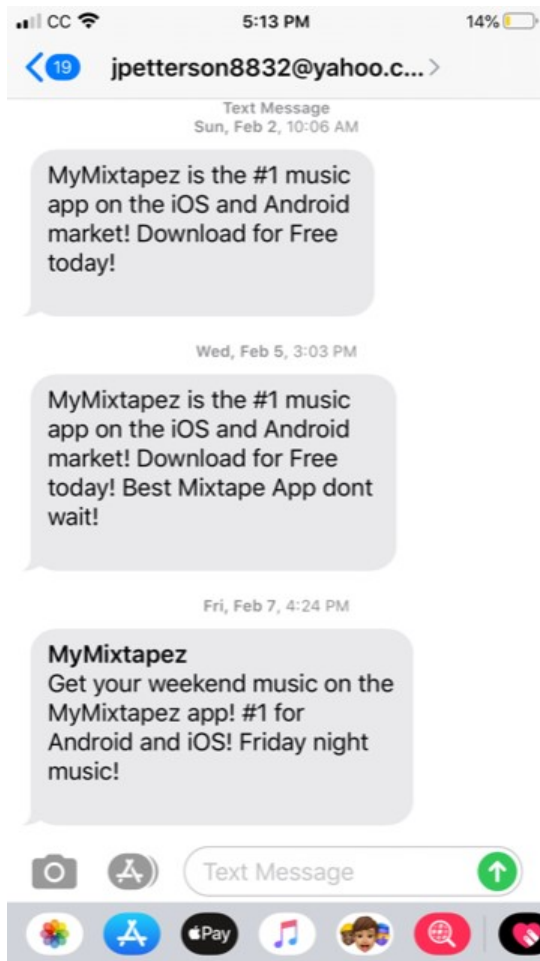 CC 5:13 PM 14%
19 jpetterson8832@yahoo.c...
Text Message
Sun, Feb 2, 10:06 AM
MyMixtapez is the #1 music
app on the iOS and Android
market! Download for Free
today!
Wed, Feb 5, 3:03 PM
MyMixtapez is the #1 music
app on the iOS and Android
market! Download for Free
today! Best Mixtape App dont
wait!
Fri, Feb 7, 4:24 PM
MyMixtapez
Get your weekend music on the
MyMixtapez app! #1 for
Android and iOS! Friday night
music!
Text Message
Pay